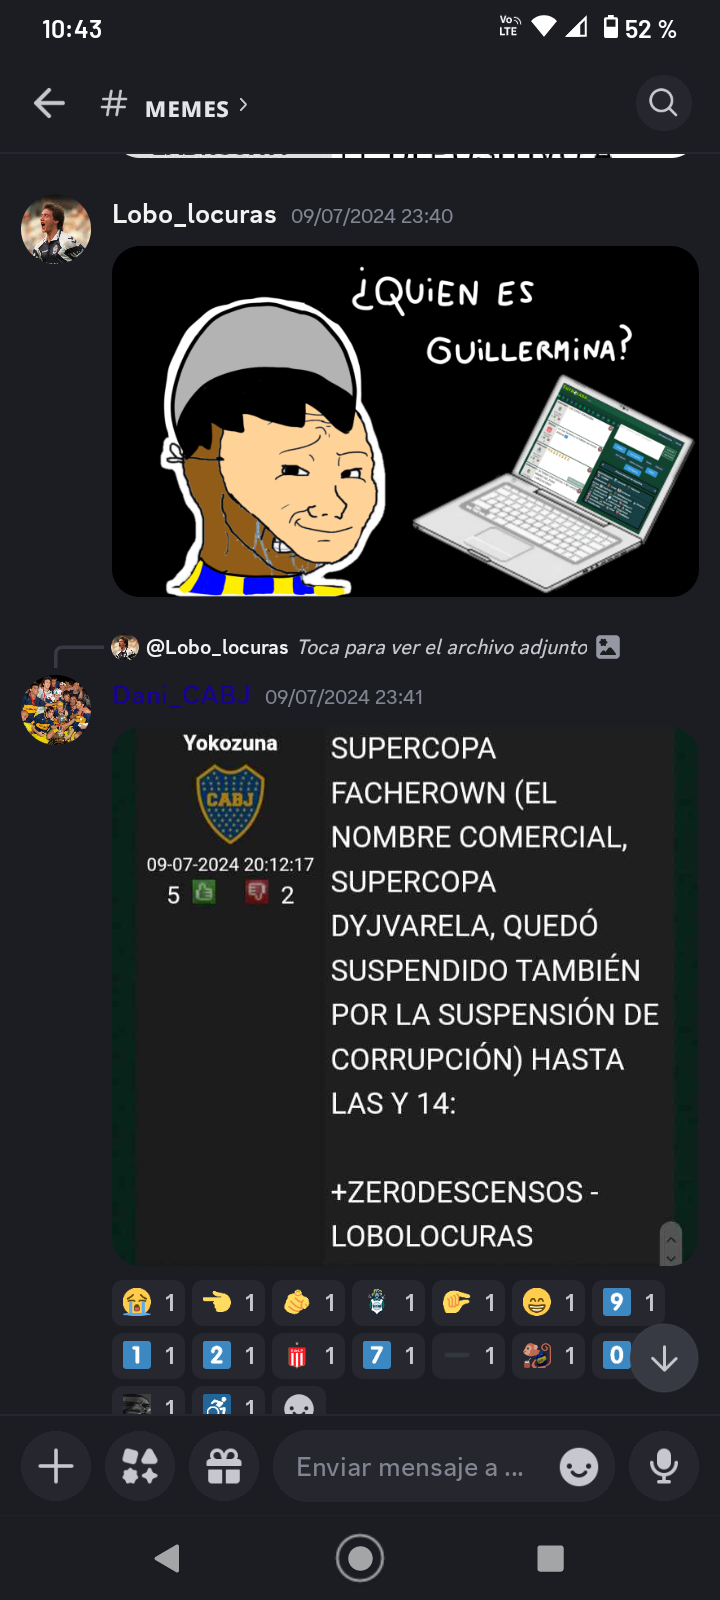 10:43
Vo LTE
52 %
# MEMES >
Lobo_locuras 09/07/2024 23:40
¿QUiEN ES
GUiLLERMiNA?
@Lobo_locuras Toca para ver el archivo adjunto
Dani_CABJ 09/07/2024 23:41
Yokozuna
CABJ
09-07-2024 20:12:17
5 2
SUPERCOPA
FACHEROWN (EL
NOMBRE COMERCIAL,
SUPERCOPA
DYJVARELA, QUEDÓ
SUSPENDIDO TAMBIÉN
POR LA SUSPENSIÓN DE
CORRUPCIÓN) HASTA
LAS Y 14:
+ZER0DESCENSOS -
LOBOLOCURAS
1 1 1 1 1 1 9 1
1 1 2 1 1 7 1 1 1 0
1 1
Enviar mensaje a ...